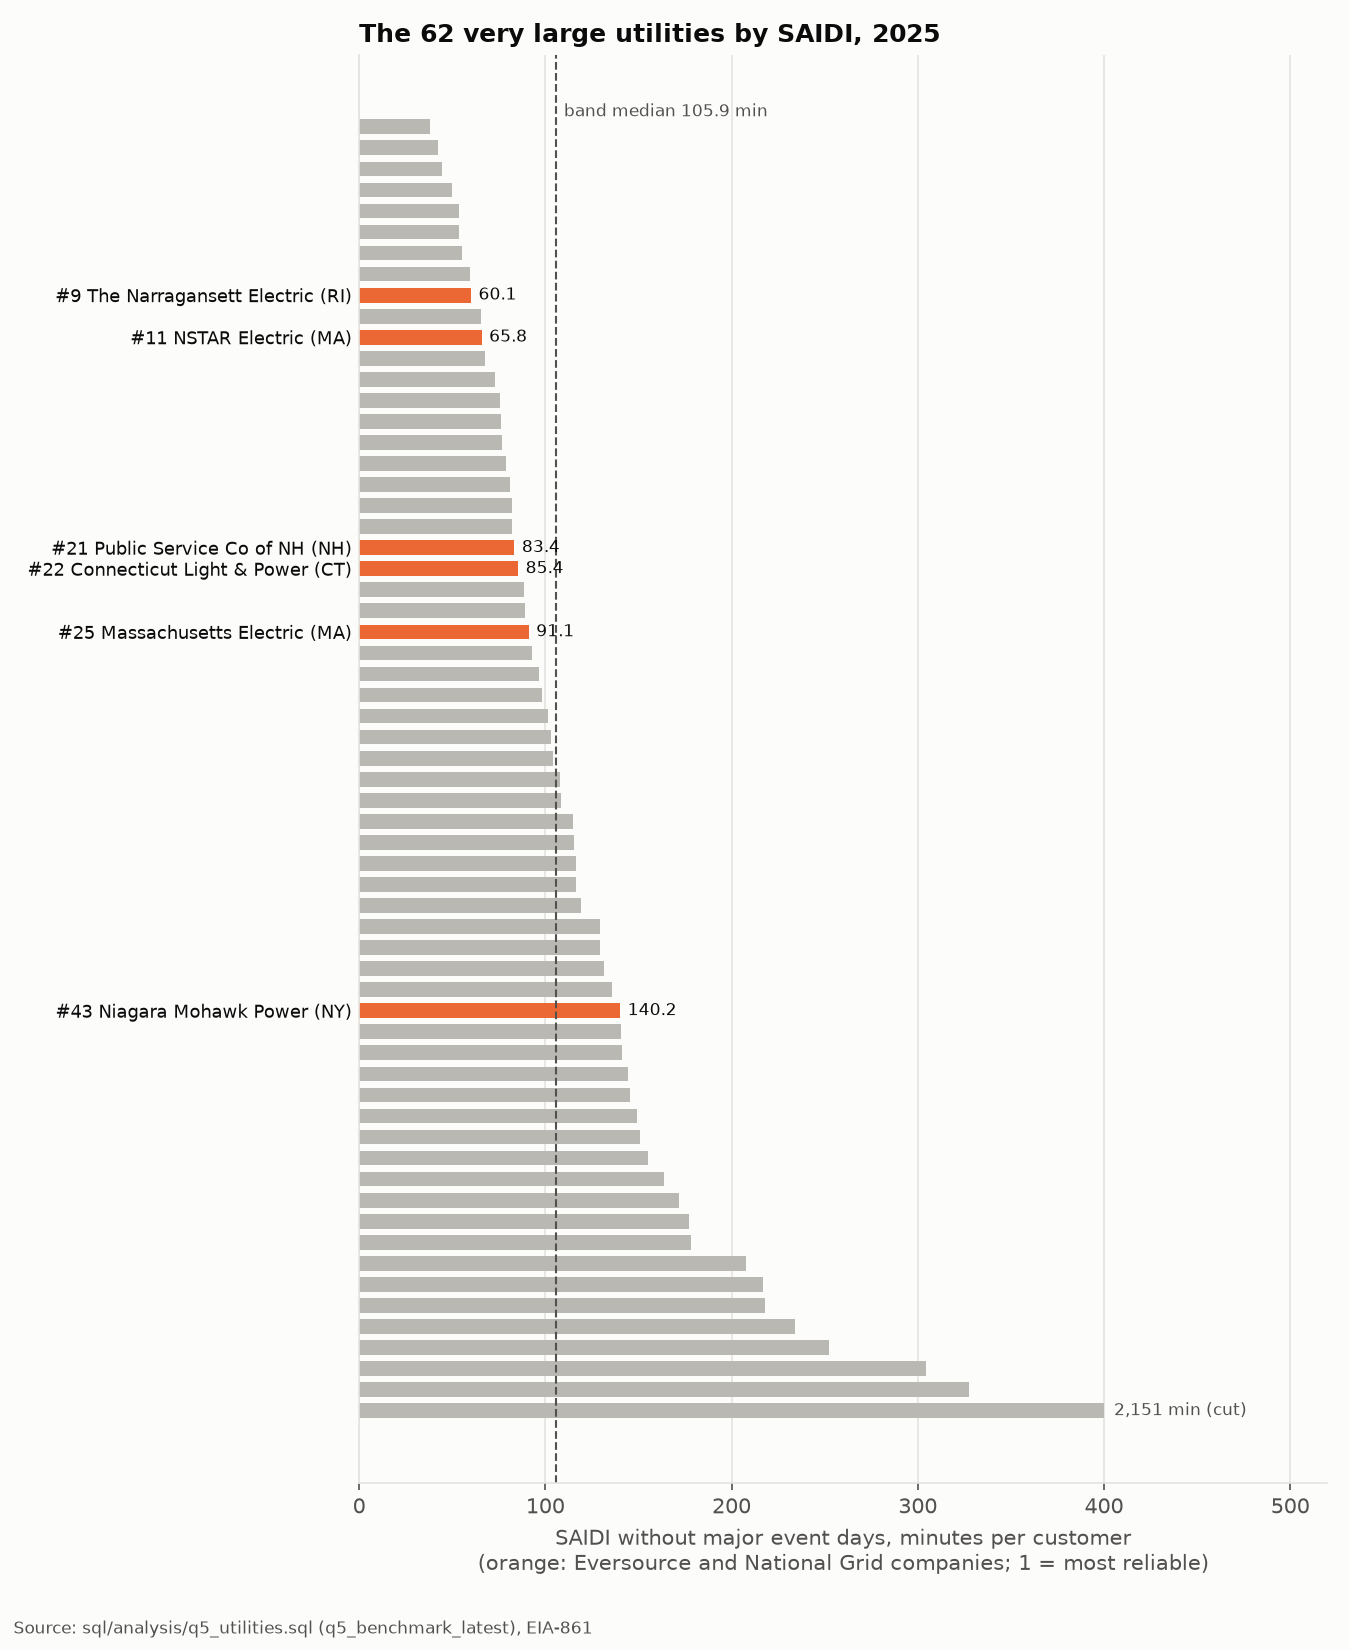 The 62 very large utilities by SAIDI, 2025
band median 105.9 min
#9 The Narragansett Electric (RI) 60.1
#11 NSTAR Electric (MA) 65.8
#21 Public Service Co of NH (NH) 83.4
#22 Connecticut Light & Power (CT) 85.4
#25 Massachusetts Electric (MA) 91.1
#43 Niagara Mohawk Power (NY) 140.2
2,151 min (cut)
0 100 200 300 400 500
SAIDI without major event days, minutes per customer
(orange: Eversource and National Grid companies; 1 = most reliable)
Source: sql/analysis/q5_utilities.sql (q5_benchmark_latest), EIA-861